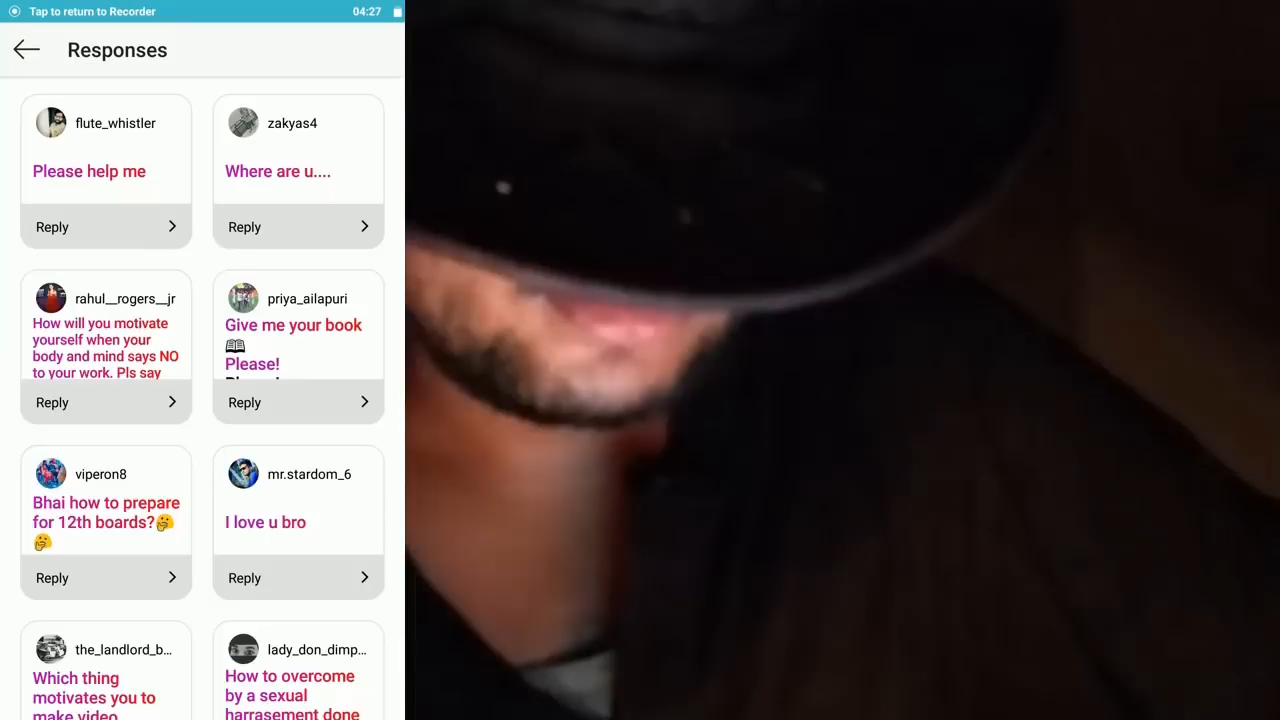 Tap to return to Recorder 04:27
Responses
flute_whistler
Please help me
Reply
zakyas4
Where are u....
Reply
rahul__rogers__jr
How will you motivate
yourself when your
body and mind says NO
to your work. Pls say
Reply
priya_ailapuri
Give me your book
📖
Please!
Reply
viperon8
Bhai how to prepare
for 12th boards?🤔
🤔
Reply
mr.stardom_6
I love u bro
Reply
the_landlord_b...
Which thing
motivates you to
make video
lady_don_dimp...
How to overcome
by a sexual
harrasement done